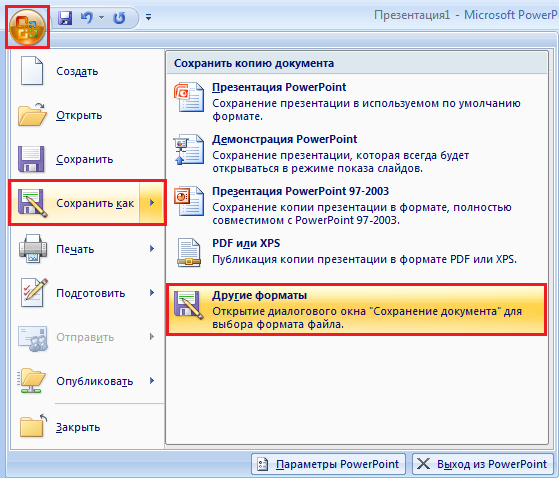 Презентация1 - Microsoft PowerP
Создать
Открыть
Сохранить
Сохранить как
Печать
Подготовить
Отправить
Опубликовать
Закрыть
Сохранить копию документа
Презентация PowerPoint
Сохранение презентации в используемом по умолчанию
формате.
Демонстрация PowerPoint
Сохранение презентации, которая всегда будет
открываться в режиме показа слайдов.
Презентация PowerPoint 97-2003
Сохранение копии презентации в формате, полностью
совместимом с PowerPoint 97-2003.
PDF или XPS
Публикация копии презентации в формате PDF или XPS.
Другие форматы
Открытие диалогового окна "Сохранение документа" для
выбора формата файла.
Параметры PowerPoint
Выход из PowerPoint